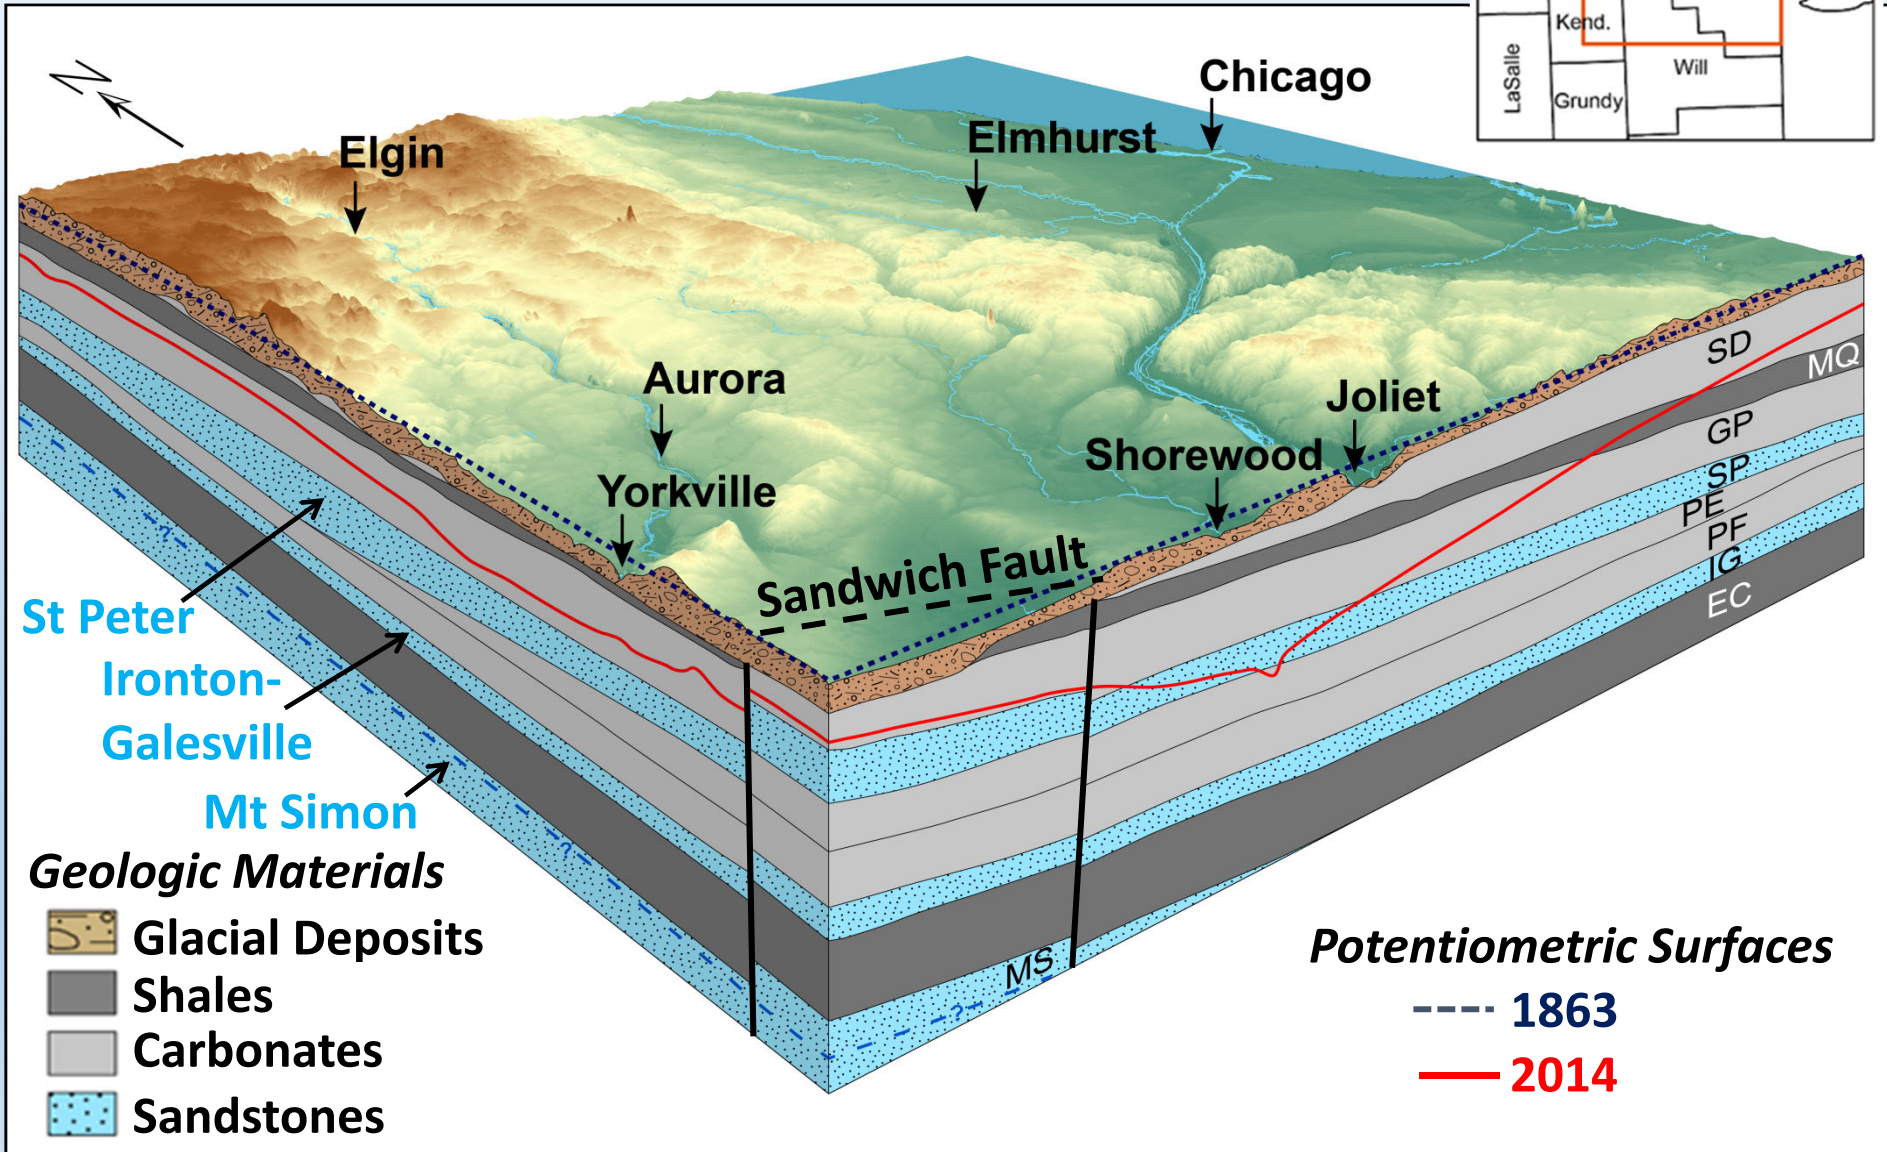 Kend.
LaSalle
Will
Grundy
N
Chicago
Elmhurst
Elgin
Aurora
Yorkville
Joliet
Shorewood
Sandwich Fault
SD
MQ
GP
SP
PE
PF
IG
EC
MS
?
?
?
St Peter
Ironton-
Galesville
Mt Simon
Geologic Materials
Glacial Deposits
Shales
Carbonates
Sandstones
Potentiometric Surfaces
1863
2014